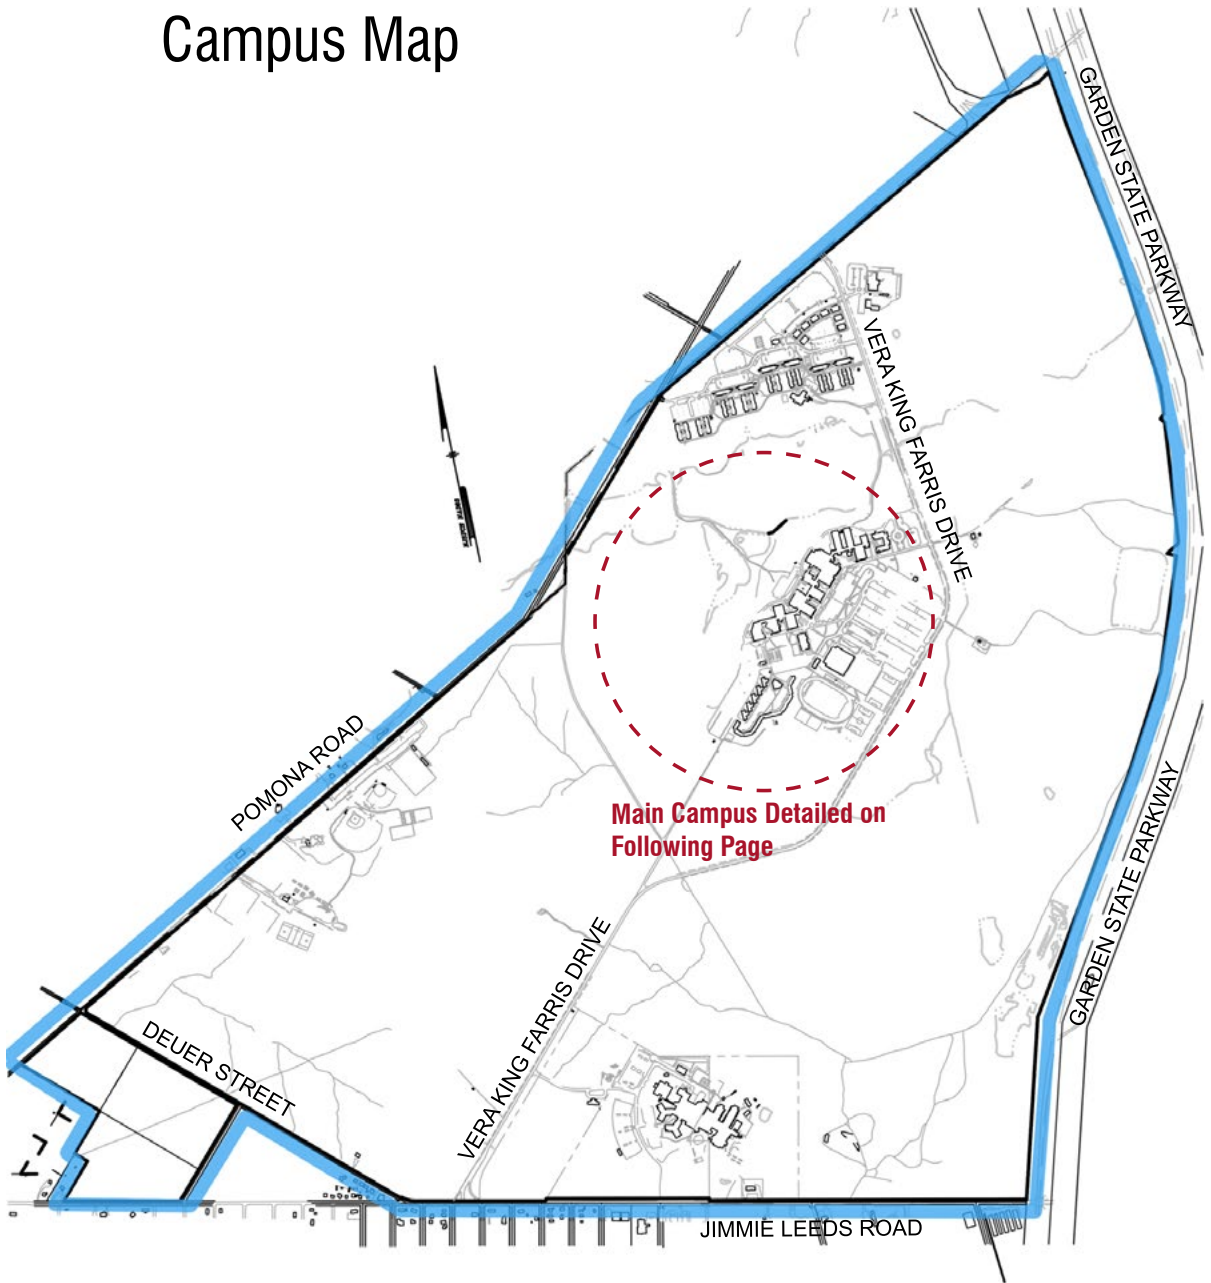 Campus Map
GARDEN STATE PARKWAY
VERA KING FARRIS DRIVE
POMONA ROAD
Main Campus Detailed on
Following Page
GARDEN STATE PARKWAY
VERA KING FARRIS DRIVE
DEUER STREET
JIMMIE LEEDS ROAD